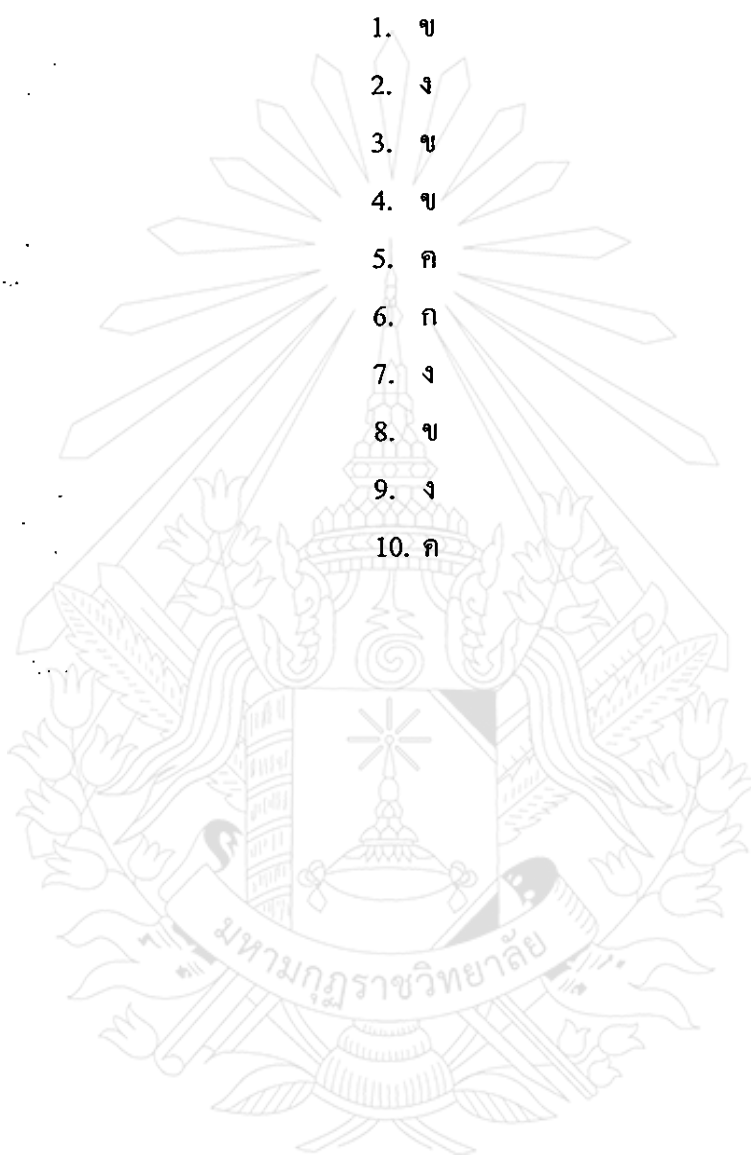 1. ข
2. ง
3. ข
4. ข
5. ค
6. ก
7. ง
8. ข
9. ง
10. ค
มหามกุฏราชวิทยาลัย